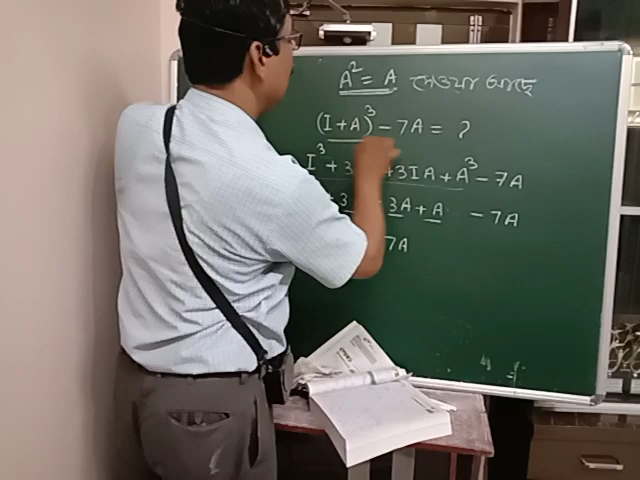 A² = A দেওয়া আছে
(I + A)³ - 7A = ?
I³ + 3 + 3IA + A³ - 7A
+ 3 3A + A - 7A
7A